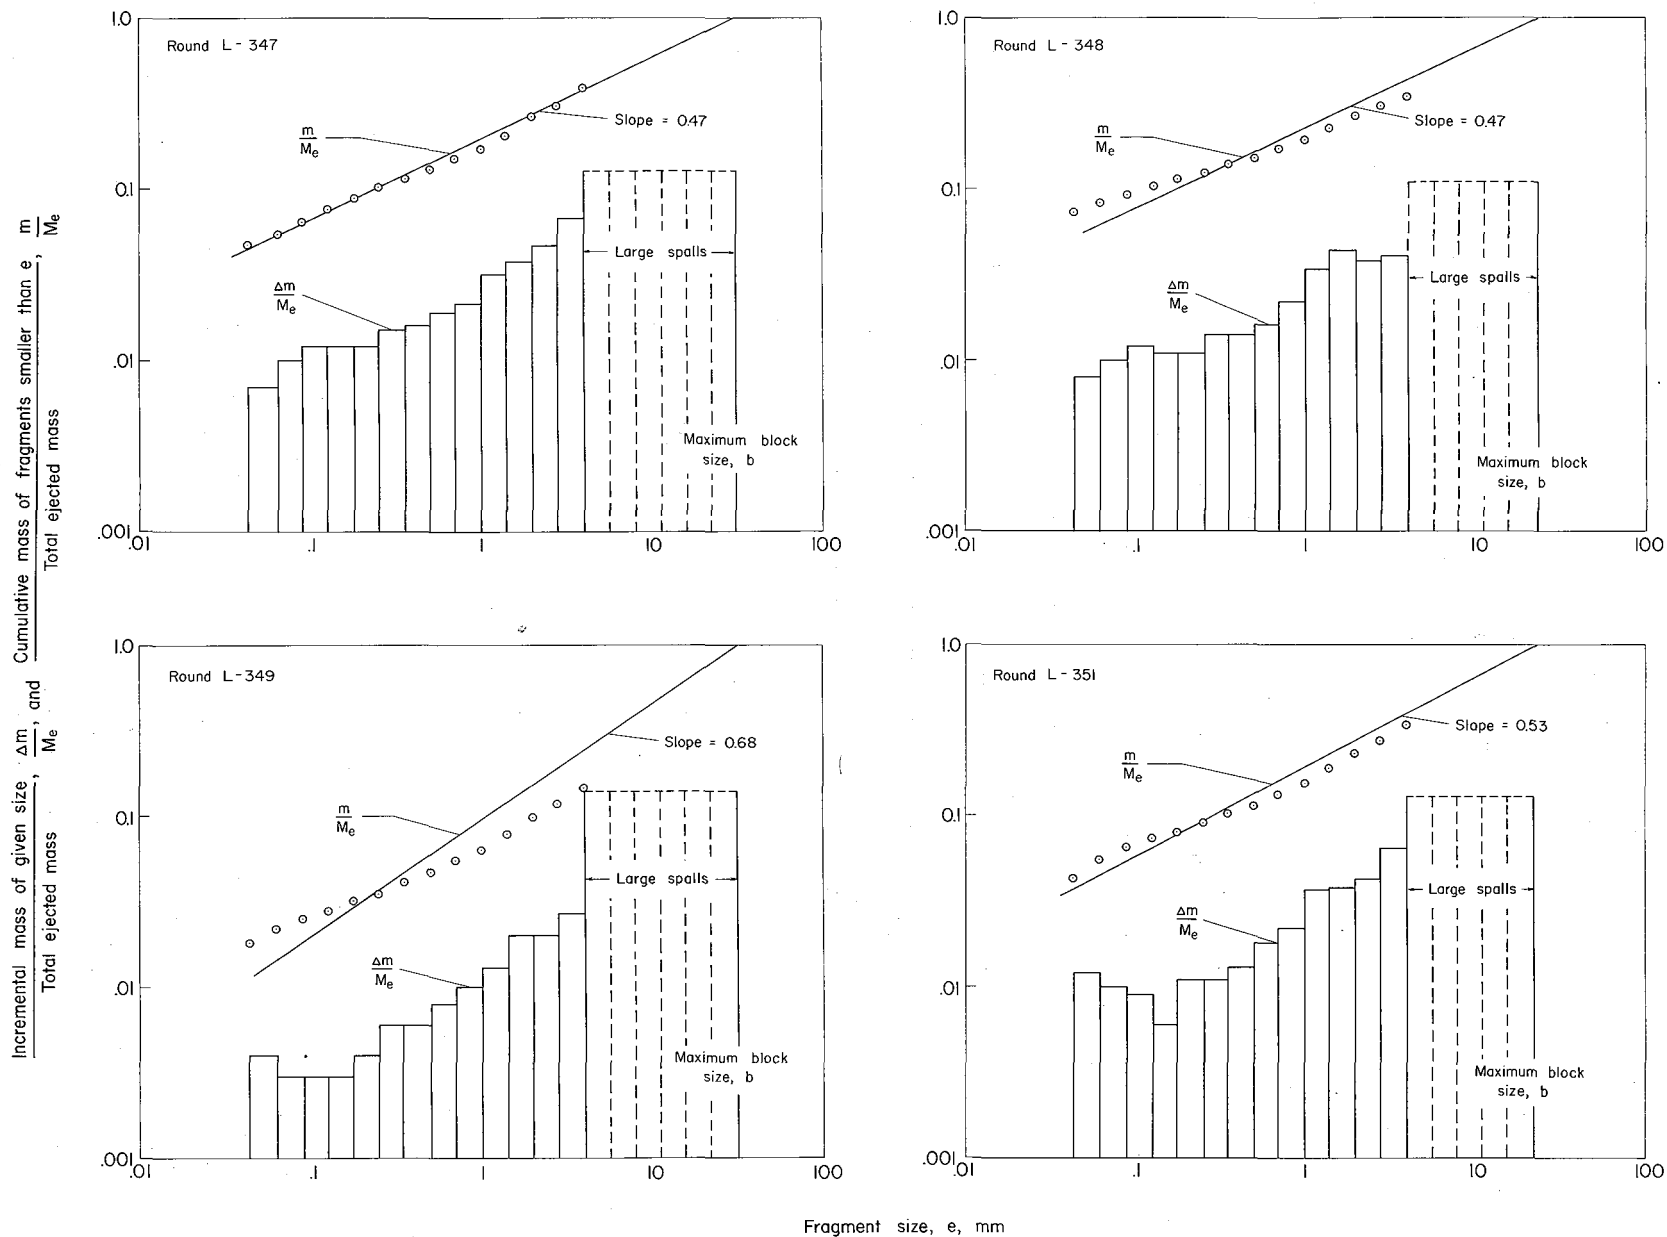 Incremental mass of given size
Total ejected mass
, Δm
Me
, and
Cumulative mass of fragments smaller than e
Total ejected mass
, m
Me
Round L-347
1.0
0.1
.01
.001
.01
.1
1
10
100
m
Me
Slope = 0.47
Δm
Me
Large spalls
Maximum block
size, b
Round L-348
1.0
0.1
.01
.001
.01
.1
1
10
100
m
Me
Slope = 0.47
Δm
Me
Large spalls
Maximum block
size, b
Round L-349
1.0
0.1
.01
.001
.01
.1
1
10
100
m
Me
Slope = 0.68
Δm
Me
Large spalls
Maximum block
size, b
Round L-351
1.0
0.1
.01
.001
.01
.1
1
10
100
m
Me
Slope = 0.53
Δm
Me
Large spalls
Maximum block
size, b
Fragment size, e, mm